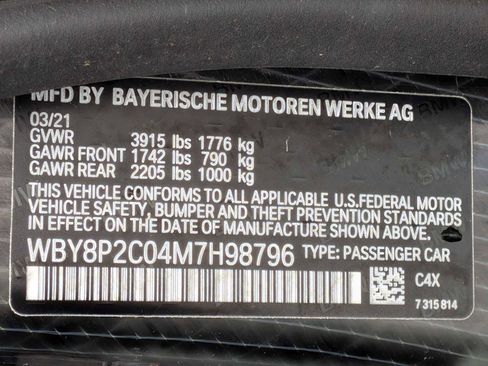 MFD BY BAYERISCHE MOTOREN WERKE AG
03/21
GVWR 3915 lbs 1776 kg
GAWR FRONT 1742 lbs 790 kg
GAWR REAR 2205 lbs 1000 kg
THIS VEHICLE CONFORMS TO ALL APPLICABLE U.S.FEDERAL MOTOR
VEHICLE SAFETY, BUMPER AND THEFT PREVENTION STANDARDS
IN EFFECT ON THE DATE OF MANUFACTURE SHOWN ABOVE.
WBY8P2C04M7H98796 TYPE: PASSENGER CAR
C4X
7 315 814